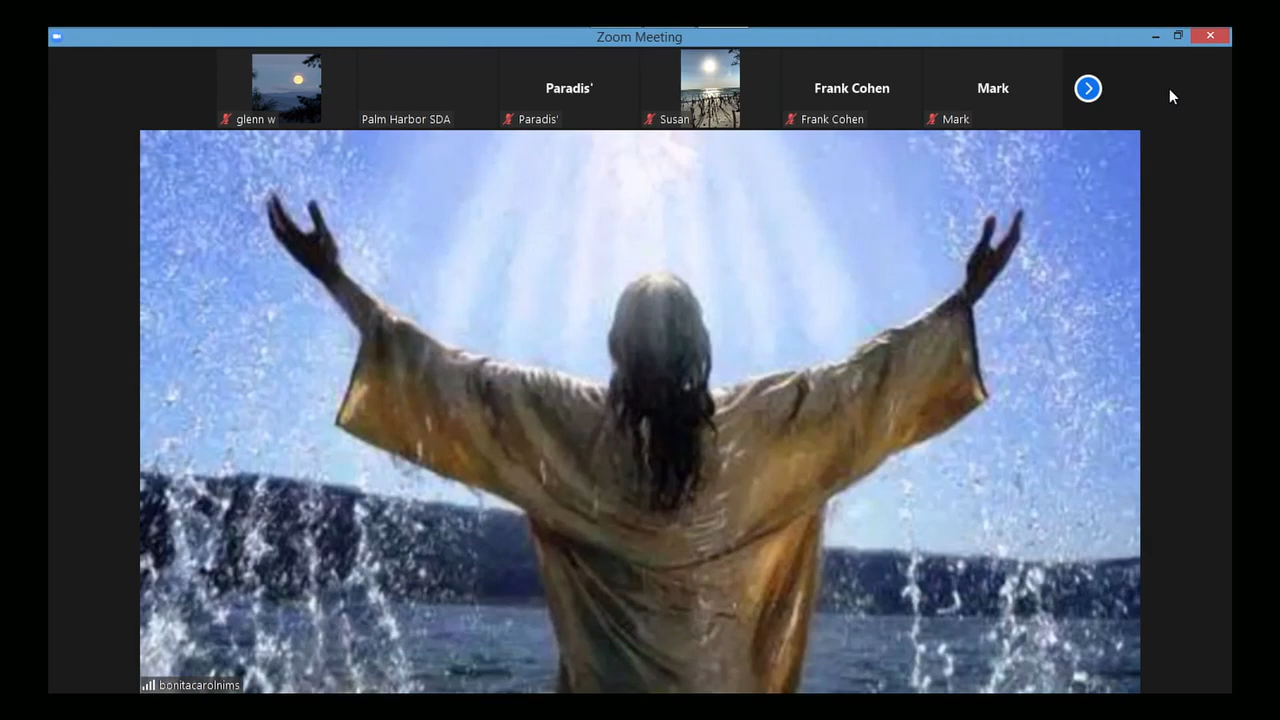 Zoom Meeting
Paradis'
Frank Cohen
Mark
glenn w
Palm Harbor SDA
Paradis'
Susan
Frank Cohen
Mark
bonitacarolnims